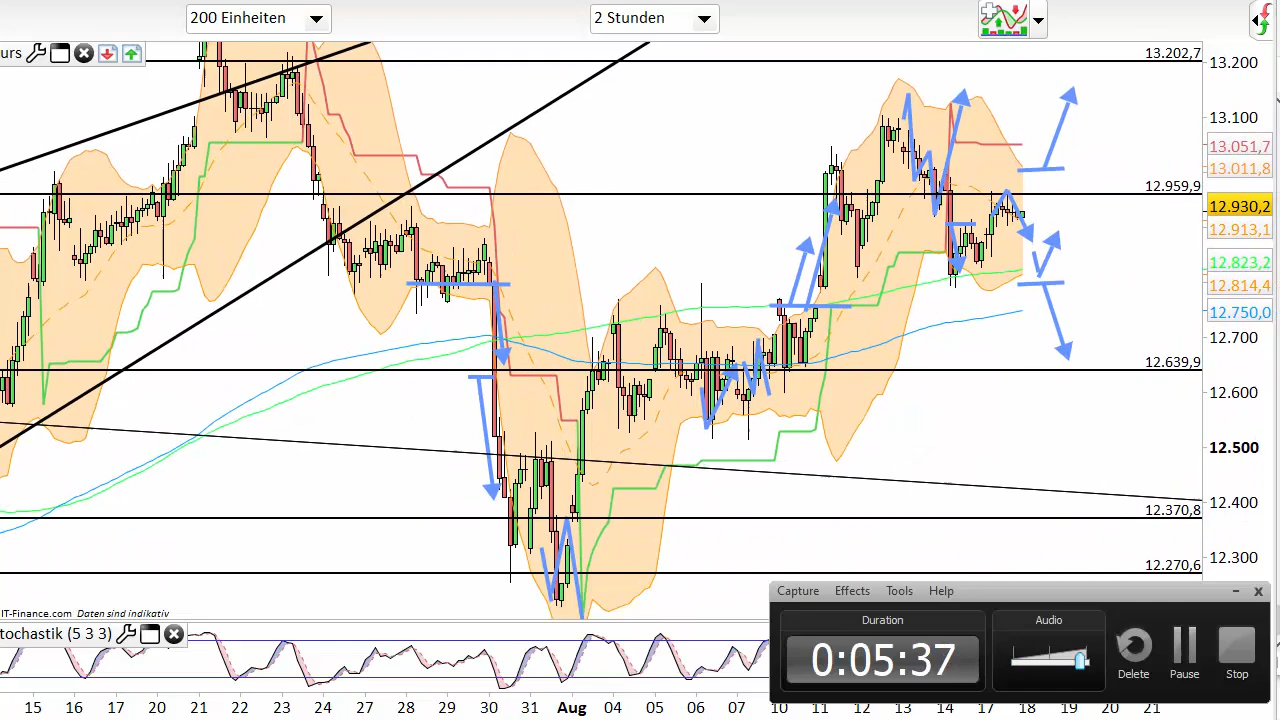 200 Einheiten
2 Stunden
urs
13.202,7
13.200
13.100
13.051,7
13.011,8
12.959,9
12.930,2
12.913,1
12.823,2
12.814,4
12.750,0
12.700
12.639,9
12.600
12.500
12.400
12.370,8
12.300
12.270,6
IT-Finance.com Daten sind indikativ
tochastik (5 3 3)
Capture Effects Tools Help
Duration
Audio
0:05:37
Delete Pause Stop
15 16 17 20 21 22 23 24 27 28 29 30 31 Aug 03 04 05 06 07 10 11 12 13 14 16 17 18 19 20 21